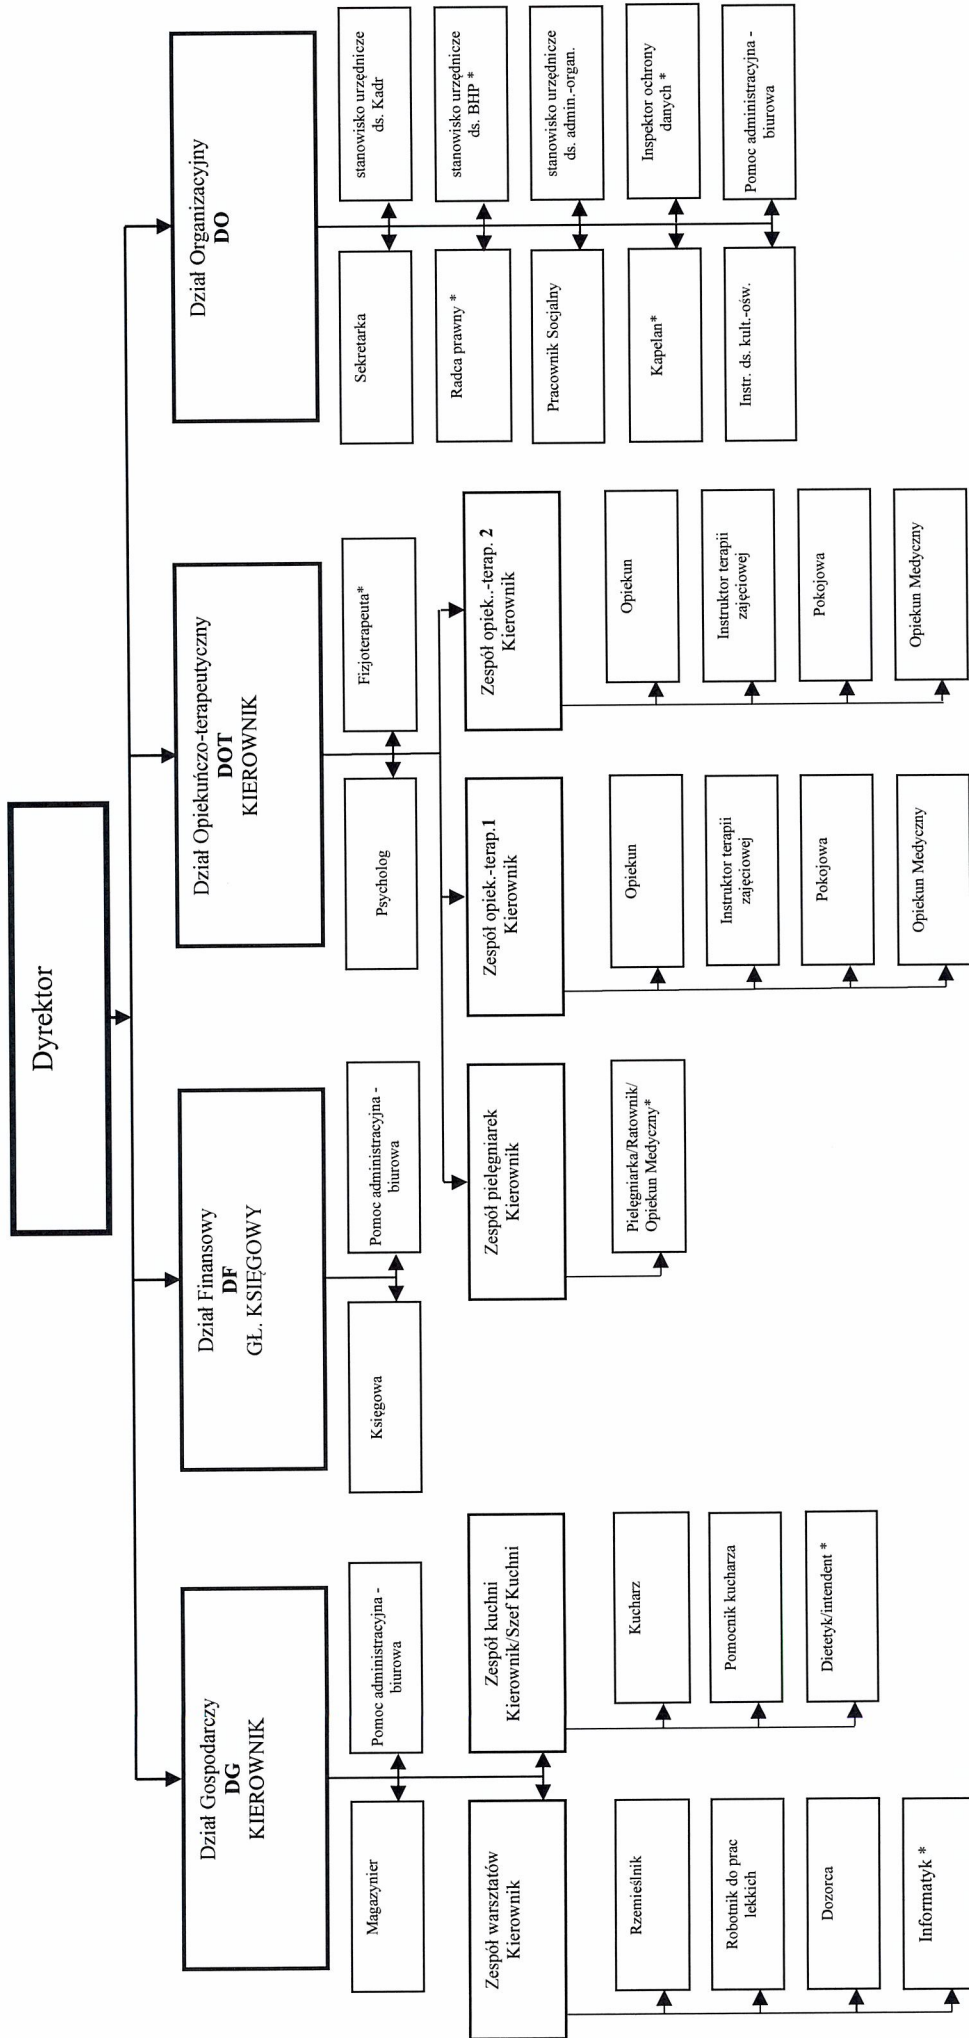 Dyrektor
Dział Gospodarczy
DG
KIEROWNIK
Magazynier
Pomoc administracyjna -
biurowa
Zespół warsztatów
Kierownik
Rzemieślnik
Robotnik do prac
lekkich
Dozorca
Informatyk *
Zespół kuchni
Kierownik/Szef Kuchni
Kucharz
Pomocnik kucharza
Dietetyk/intendent *
Dział Finansowy
DF
GŁ. KSIĘGOWY
Księgowa
Pomoc administracyjna -
biurowa
Dział Opiekuńczo-terapeutyczny
DOT
KIEROWNIK
Psycholog
Fizjoterapeuta*
Zespół pielęgniarek
Kierownik
Pielęgniarka/Ratownik/
Opiekun Medyczny*
Zespół opiek.-terap.1
Kierownik
Opiekun
Instruktor terapii
zajęciowej
Pokojowa
Opiekun Medyczny
Zespół opiek..-terap. 2
Kierownik
Opiekun
Instruktor terapii
zajęciowej
Pokojowa
Opiekun Medyczny
Dział Organizacyjny
DO
Sekretarka
stanowisko urzędnicze
ds. Kadr
Radca prawny *
stanowisko urzędnicze
ds. BHP *
Pracownik Socjalny
stanowisko urzędnicze
ds. admin.-organ.
Kapelan*
Inspektor ochrony
danych *
Instr. ds. kult.-ośw.
Pomoc administracyjna -
biurowa